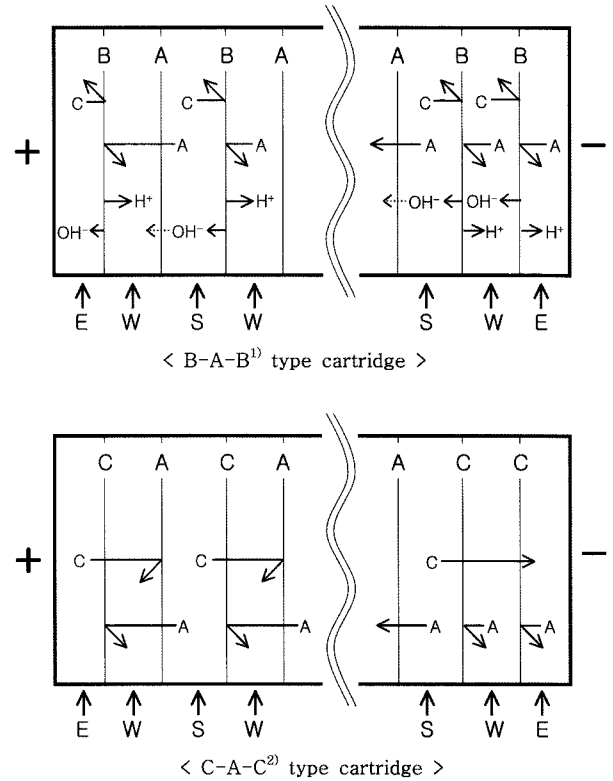 B A B A A B B
C C C C
A A A A A
+ −
H⁺ H⁺ OH⁻ OH⁻
OH⁻ OH⁻ H⁺ H⁺
E W S W S W E
< B-A-B¹⁾ type cartridge >
C A C A A C C
+ C C C −
A A A A A
E W S W S W E
< C-A-C²⁾ type cartridge >